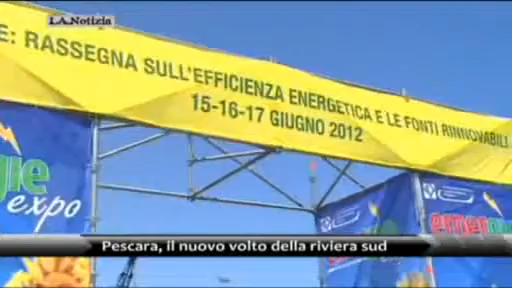 L.A.Notizia
E: RASSEGNA SULL'EFFICIENZA ENERGETICA E LE FONTI RINNOVABILI
15-16-17 GIUGNO 2012
gie
expo
Pescara, il nuovo volto della riviera sud